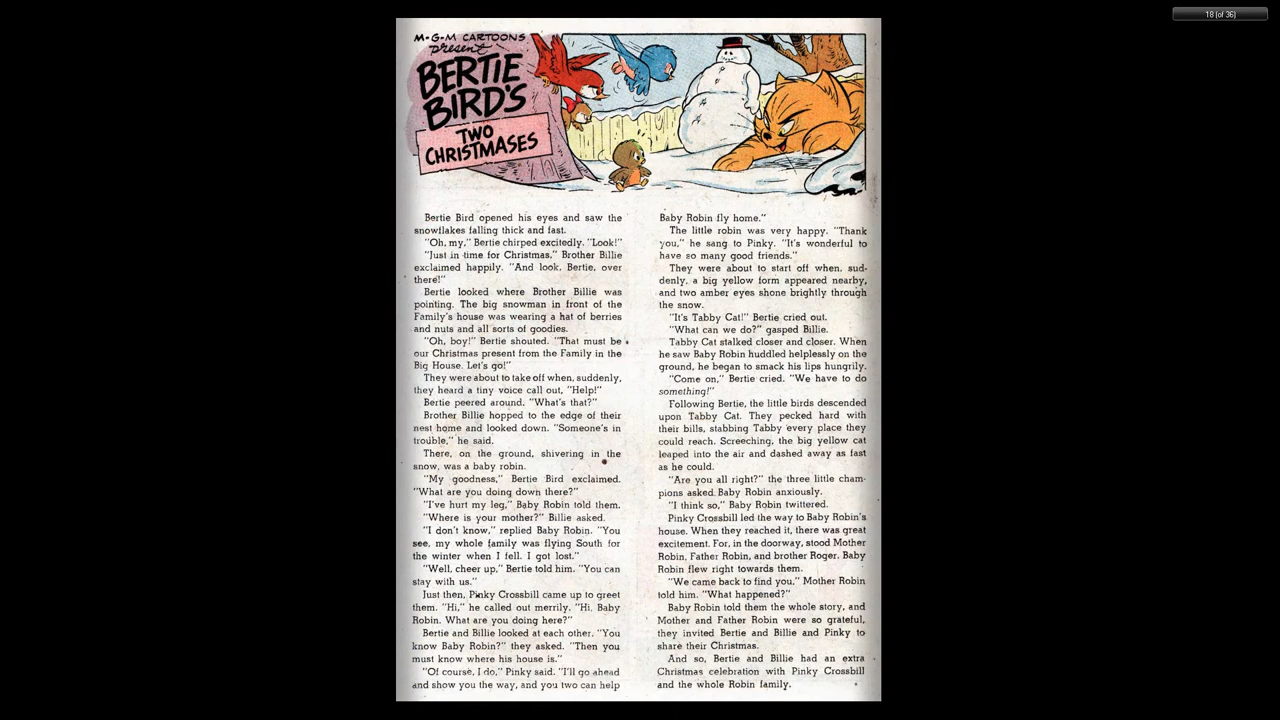 18 (of 36)
M-G-M CARTOONS
present
BERTIE
BIRD'S
TWO
CHRISTMASES
Bertie Bird opened his eyes and saw the
snowflakes falling thick and fast.
"Oh, my," Bertie chirped excitedly. "Look!"
"Just in time for Christmas," Brother Billie
exclaimed happily. "And look, Bertie, over
there!"
Bertie looked where Brother Billie was
pointing. The big snowman in front of the
Family's house was wearing a hat of berries
and nuts and all sorts of goodies.
"Oh, boy!" Bertie shouted. "That must be
our Christmas present from the Family in the
Big House. Let's go!"
They were about to take off when, suddenly,
they heard a tiny voice call out, "Help!"
Bertie peered around. "What's that?"
Brother Billie hopped to the edge of their
nest home and looked down. "Someone's in
trouble," he said.
There, on the ground, shivering in the
snow, was a baby robin.
"My goodness," Bertie Bird exclaimed.
"What are you doing down there?"
"I've hurt my leg," Baby Robin told them.
"Where is your mother?" Billie asked.
"I don't know," replied Baby Robin. "You
see, my whole family was flying South for
the winter when I fell. I got lost."
"Well, cheer up," Bertie told him. "You can
stay with us."
Just then, Pinky Crossbill came up to greet
them. "Hi," he called out merrily. "Hi, Baby
Robin. What are you doing here?"
Bertie and Billie looked at each other. "You
know Baby Robin?" they asked. "Then you
must know where his house is."
"Of course, I do," Pinky said. "I'll go ahead
and show you the way, and you two can help
Baby Robin fly home."
The little robin was very happy. "Thank
you," he sang to Pinky. "It's wonderful to
have so many good friends."
They were about to start off when, sud-
denly, a big yellow form appeared nearby,
and two amber eyes shone brightly through
the snow.
"It's Tabby Cat!" Bertie cried out.
"What can we do?" gasped Billie.
Tabby Cat stalked closer and closer. When
he saw Baby Robin huddled helplessly on the
ground, he began to smack his lips hungrily.
"Come on," Bertie cried. "We have to do
something!"
Following Bertie, the little birds descended
upon Tabby Cat. They pecked hard with
their bills, stabbing Tabby every place they
could reach. Screeching, the big yellow cat
leaped into the air and dashed away as fast
as he could.
"Are you all right?" the three little cham-
pions asked Baby Robin anxiously.
"I think so," Baby Robin twittered.
Pinky Crossbill led the way to Baby Robin's
house. When they reached it, there was great
excitement. For, in the doorway, stood Mother
Robin, Father Robin, and brother Roger. Baby
Robin flew right towards them.
"We came back to find you," Mother Robin
told him. "What happened?"
Baby Robin told them the whole story, and
Mother and Father Robin were so grateful,
they invited Bertie and Billie and Pinky to
share their Christmas.
And so, Bertie and Billie had an extra
Christmas celebration with Pinky Crossbill
and the whole Robin family.